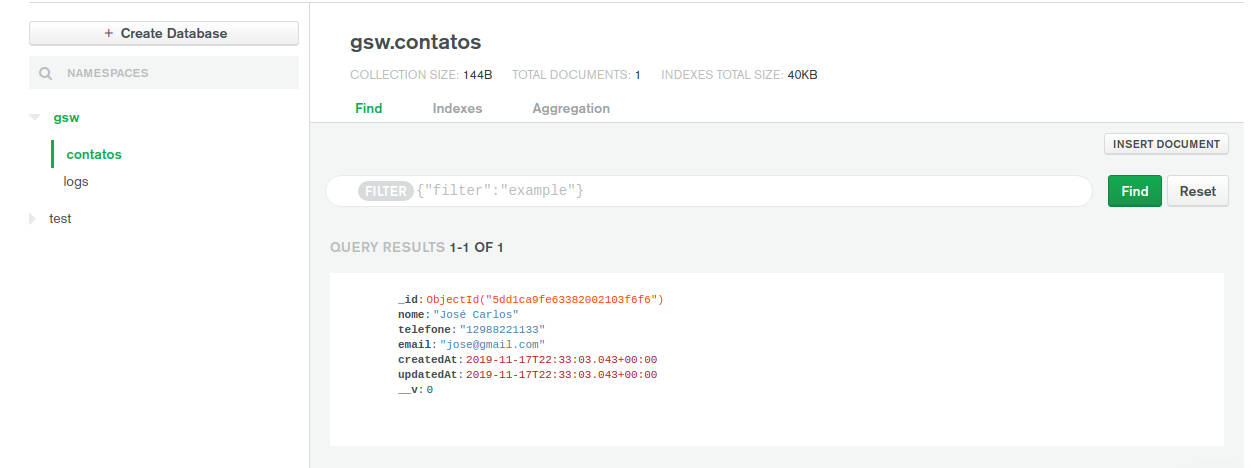 + Create Database
NAMESPACES
gsw
contatos
logs
test
gsw.contatos
COLLECTION SIZE: 144B TOTAL DOCUMENTS: 1 INDEXES TOTAL SIZE: 40KB
Find Indexes Aggregation
INSERT DOCUMENT
FILTER {"filter":"example"} Find Reset
QUERY RESULTS 1-1 OF 1
_id: ObjectId("5dd1ca9fe63382002103f6f6")
nome: "José Carlos"
telefone: "12988221133"
email: "jose@gmail.com"
createdAt: 2019-11-17T22:33:03.043+00:00
updatedAt: 2019-11-17T22:33:03.043+00:00
__v: 0